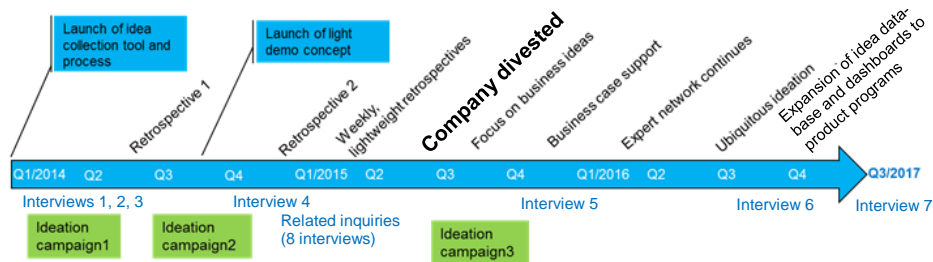 Launch of idea
collection tool and
process
Launch of light
demo concept
Retrospective 1
Retrospective 2
Weekly,
lightweight retrospectives
Company divested
Focus on business ideas
Business case support
Expert network continues
Ubiquitous ideation
Expansion of idea data-
base and dashboards to
product programs
Q1/2014
Q2
Q3
Q4
Q1/2015
Q2
Q3
Q4
Q1/2016
Q2
Q3
Q4
Q3/2017
Interviews 1, 2, 3
Interview 4
Related inquiries
(8 interviews)
Interview 5
Interview 6
Interview 7
Ideation
campaign1
Ideation
campaign2
Ideation
campaign3